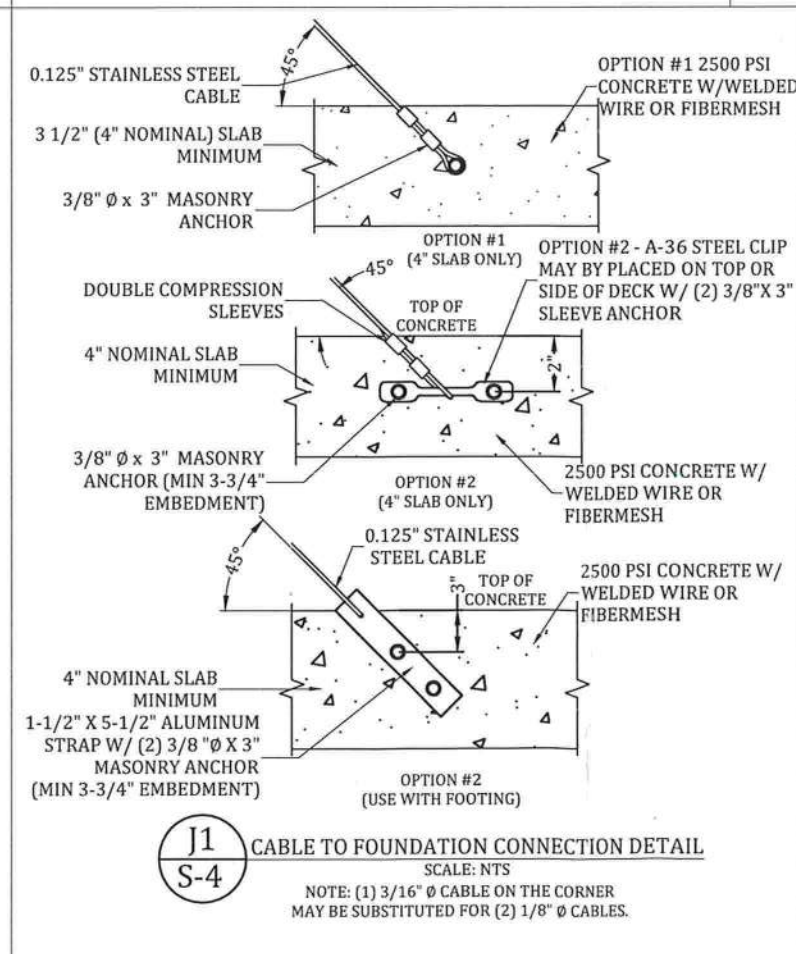 45°
0.125" STAINLESS STEEL
CABLE
3 1/2" (4" NOMINAL) SLAB
MINIMUM
3/8" Ø x 3" MASONRY
ANCHOR
OPTION #1 2500 PSI
CONCRETE W/WELDED
WIRE OR FIBERMESH
OPTION #1
(4" SLAB ONLY)
45°
DOUBLE COMPRESSION
SLEEVES
TOP OF
CONCRETE
OPTION #2 - A-36 STEEL CLIP
MAY BY PLACED ON TOP OR
SIDE OF DECK W/ (2) 3/8"X 3"
SLEEVE ANCHOR
4" NOMINAL SLAB
MINIMUM
2"
3/8" Ø x 3" MASONRY
ANCHOR (MIN 3-3/4"
EMBEDMENT)
OPTION #2
(4" SLAB ONLY)
2500 PSI CONCRETE W/
WELDED WIRE OR
FIBERMESH
45°
0.125" STAINLESS
STEEL CABLE
3"
TOP OF
CONCRETE
2500 PSI CONCRETE W/
WELDED WIRE OR
FIBERMESH
4" NOMINAL SLAB
MINIMUM
1-1/2" X 5-1/2" ALUMINUM
STRAP W/ (2) 3/8 "Ø X 3"
MASONRY ANCHOR
(MIN 3-3/4" EMBEDMENT)
OPTION #2
(USE WITH FOOTING)
J1
S-4
CABLE TO FOUNDATION CONNECTION DETAIL
SCALE: NTS
NOTE: (1) 3/16" Ø CABLE ON THE CORNER
MAY BE SUBSTITUTED FOR (2) 1/8" Ø CABLES.